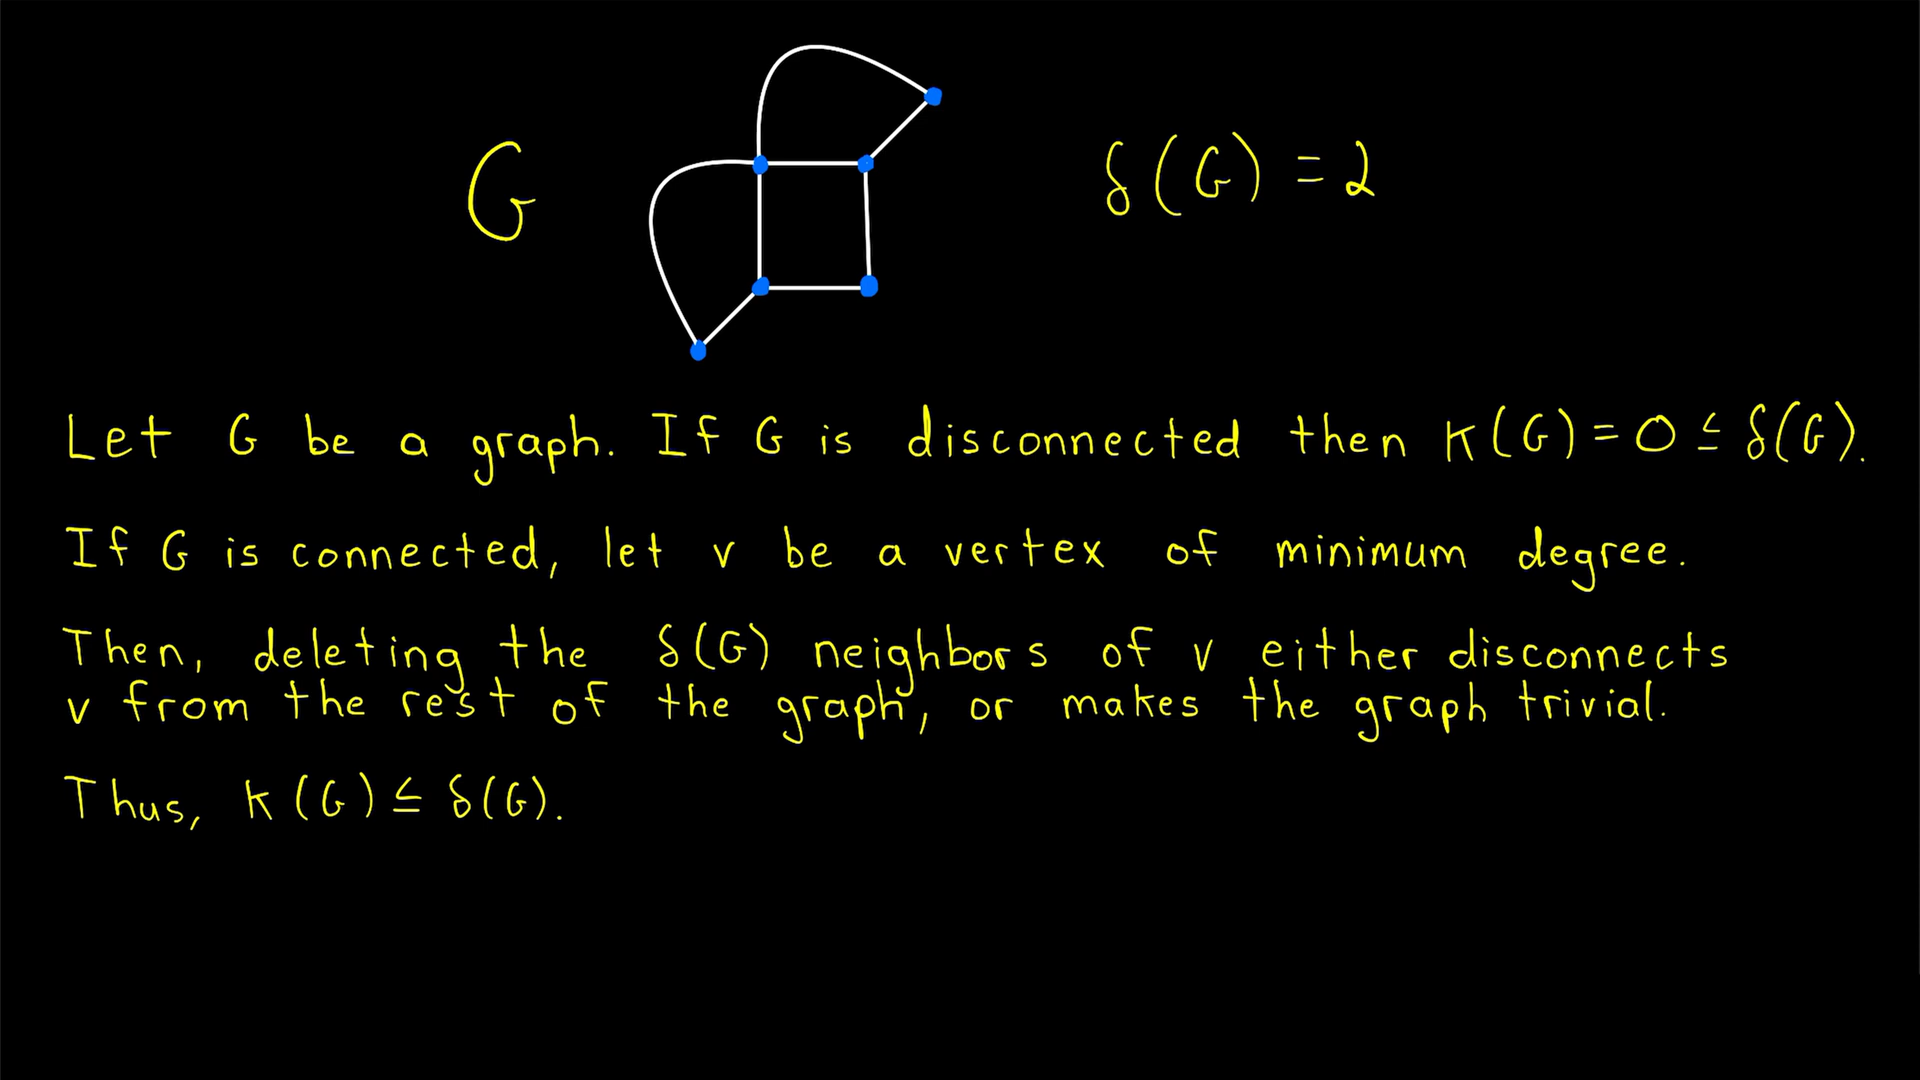 G
δ(G) = 2
Let G be a graph. If G is disconnected then K(G) = 0 ≤ δ(G).
If G is connected, let v be a vertex of minimum degree.
Then, deleting the δ(G) neighbors of v either disconnects
v from the rest of the graph, or makes the graph trivial.
Thus, K(G) ≤ δ(G).